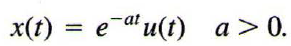 x(t) = e^{-at}u(t)  a > 0.